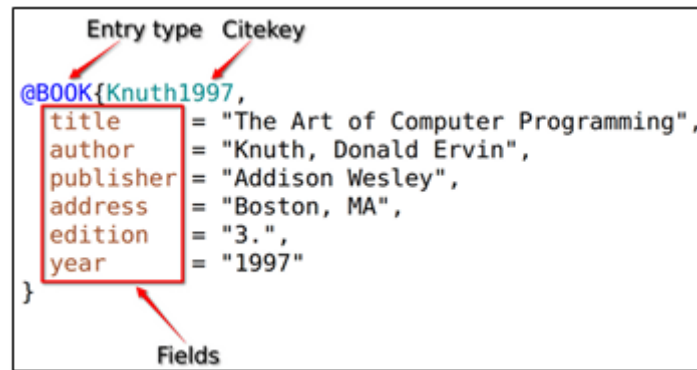 Entry type Citekey
@BOOK{Knuth1997,
title = "The Art of Computer Programming",
author = "Knuth, Donald Ervin",
publisher = "Addison Wesley",
address = "Boston, MA",
edition = "3.",
year = "1997"
}
Fields